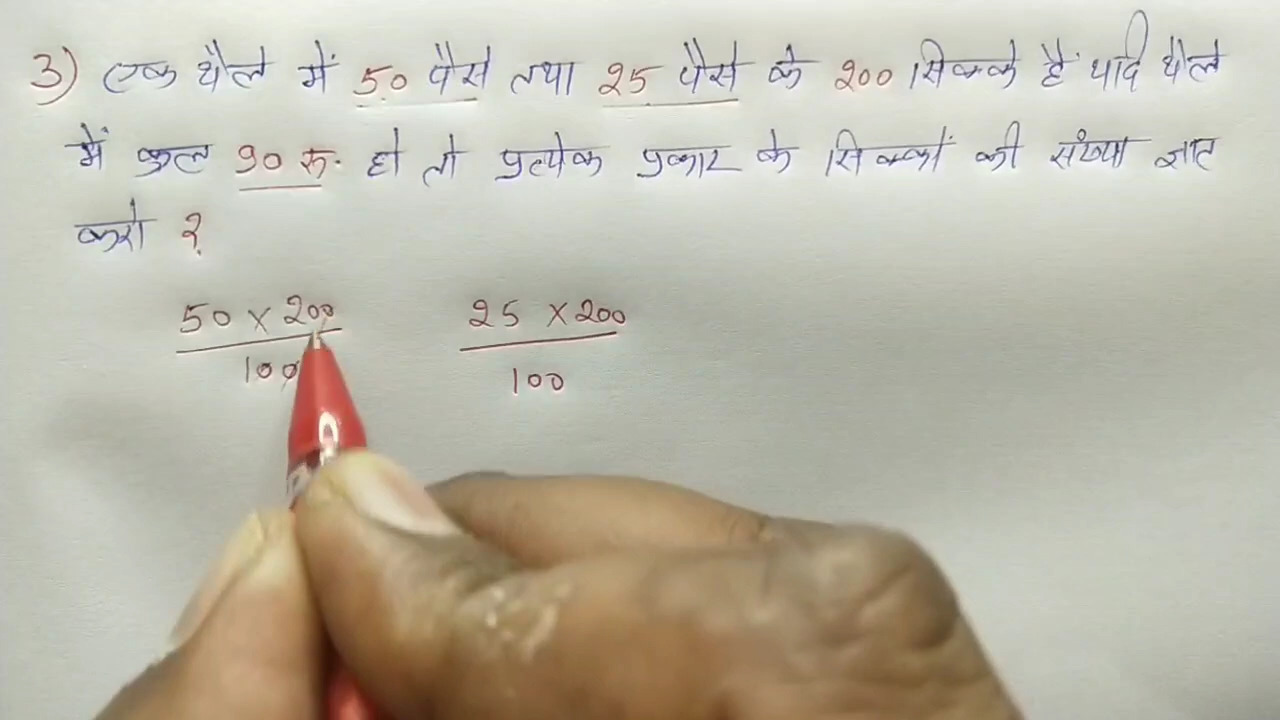 3) एक थैले में 50 पैसे तथा 25 पैसे के 200 सिक्के हैं यदि थैले
में कुल 90 रू. हो तो प्रत्येक प्रकार के सिक्कों की संख्या ज्ञात
करो ?
50 × 200 25 × 200
100 100